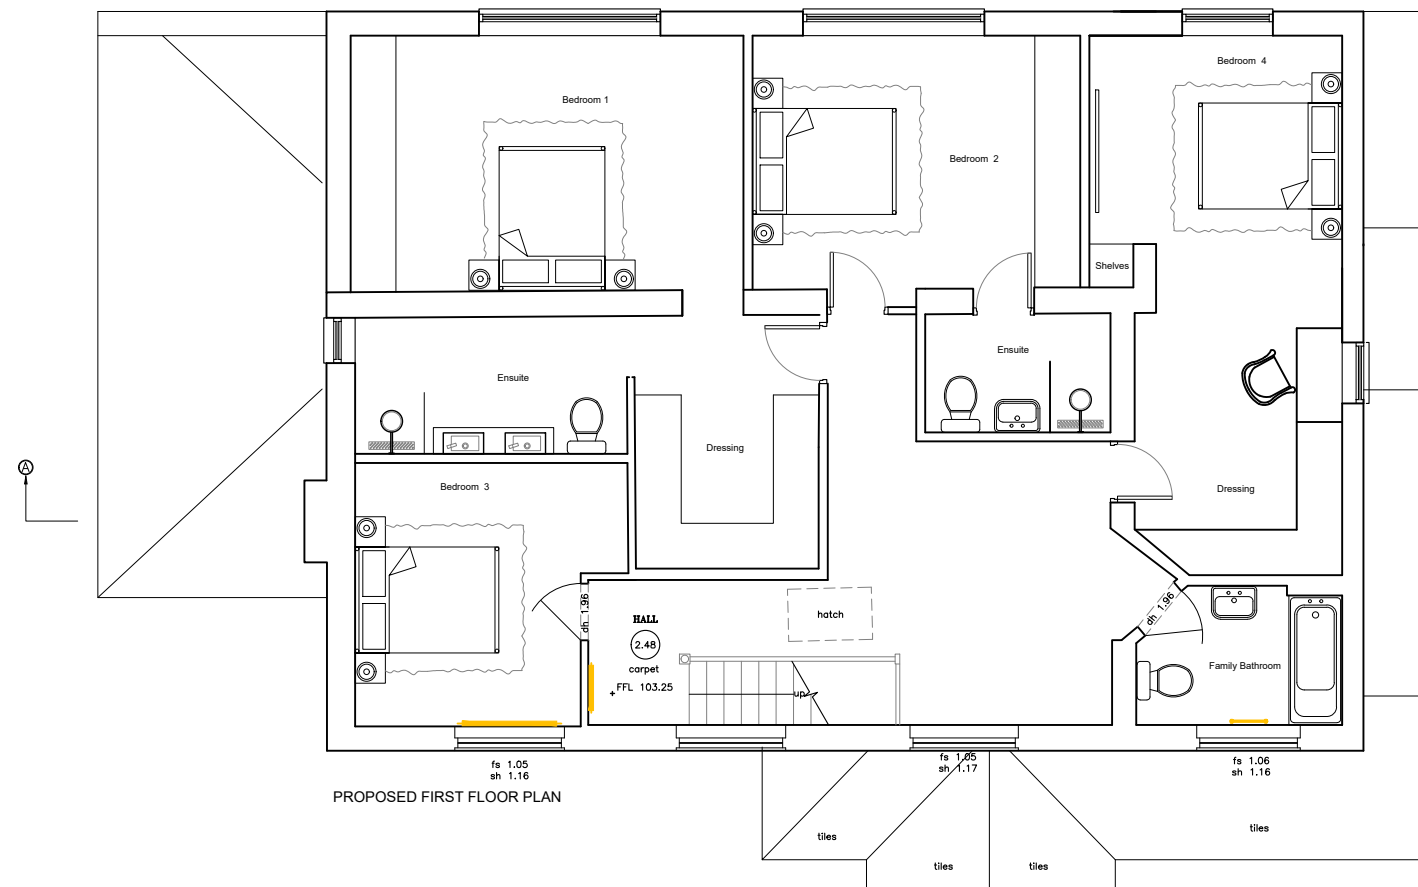 Bedroom 1
Bedroom 2
Bedroom 4
Shelves
Ensuite
Ensuite
Dressing
Dressing
A
Bedroom 3
dh 1.96
HALL
2.48
carpet
+FFL 103.25
hatch
up
dh 1.96
Family Bathroom
fs 1.05
sh 1.16
fs 1.05
sh 1.17
fs 1.06
sh 1.16
PROPOSED FIRST FLOOR PLAN
tiles
tiles
tiles
tiles